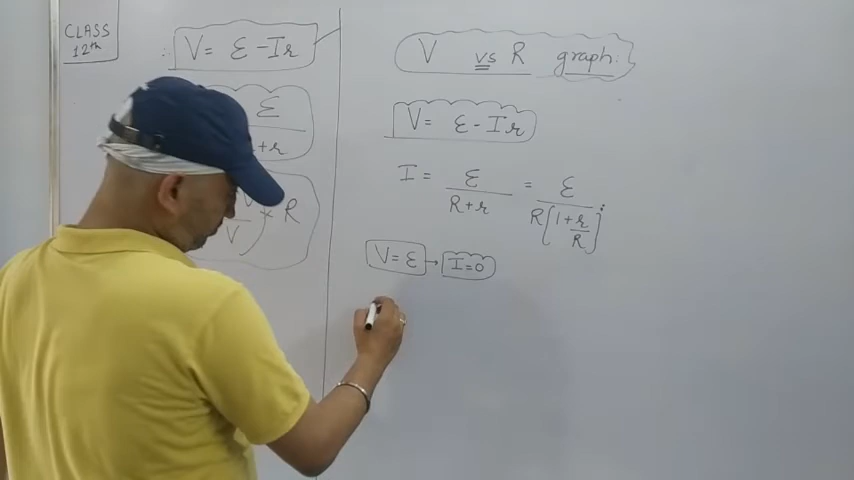 CLASS
12th
∴ V = ε - Ir
ε
+r
V
V
* R
V vs R graph.
V = ε - Ir
I = ε/(R+r) = ε/(R[1+r/R])
V=ε → I=0